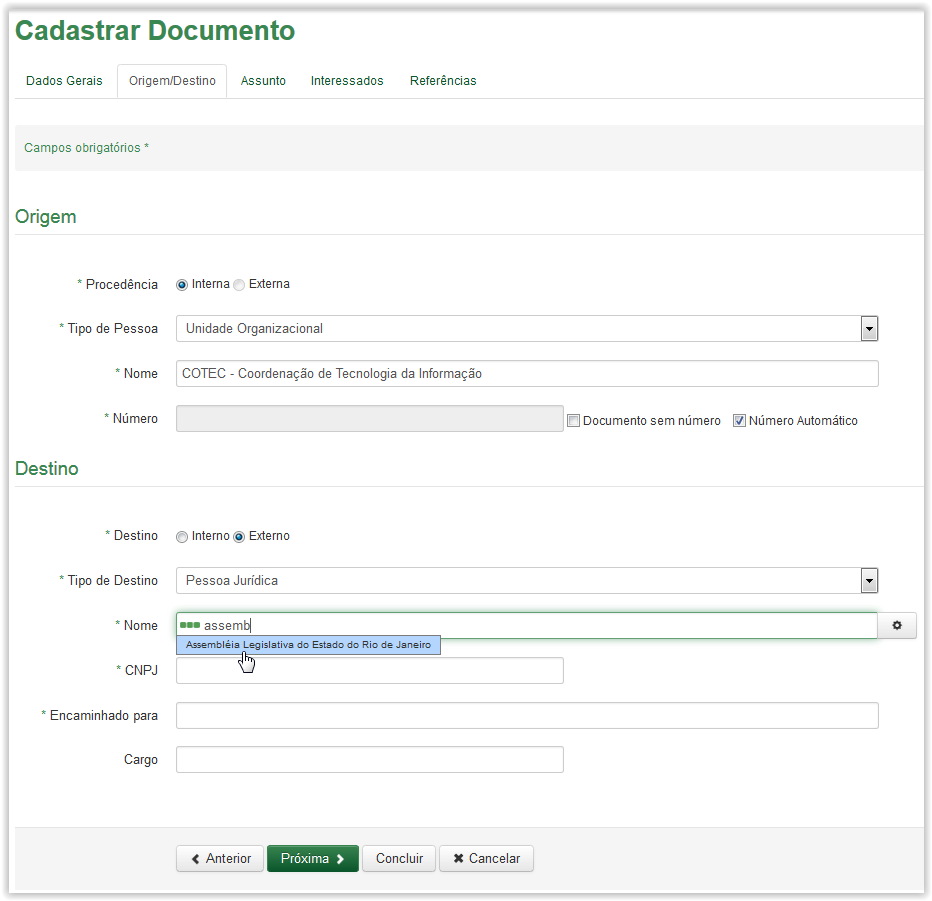 Cadastrar Documento
Dados Gerais Origem/Destino Assunto Interessados Referências
Campos obrigatórios *
Origem
* Procedência Interna Externa
* Tipo de Pessoa Unidade Organizacional
* Nome COTEC - Coordenação de Tecnologia da Informação
* Número Documento sem número Número Automático
Destino
* Destino Interno Externo
* Tipo de Destino Pessoa Jurídica
* Nome assemb
Assembléia Legislativa do Estado do Rio de Janeiro
* CNPJ
* Encaminhado para
Cargo
Anterior Próxima Concluir Cancelar